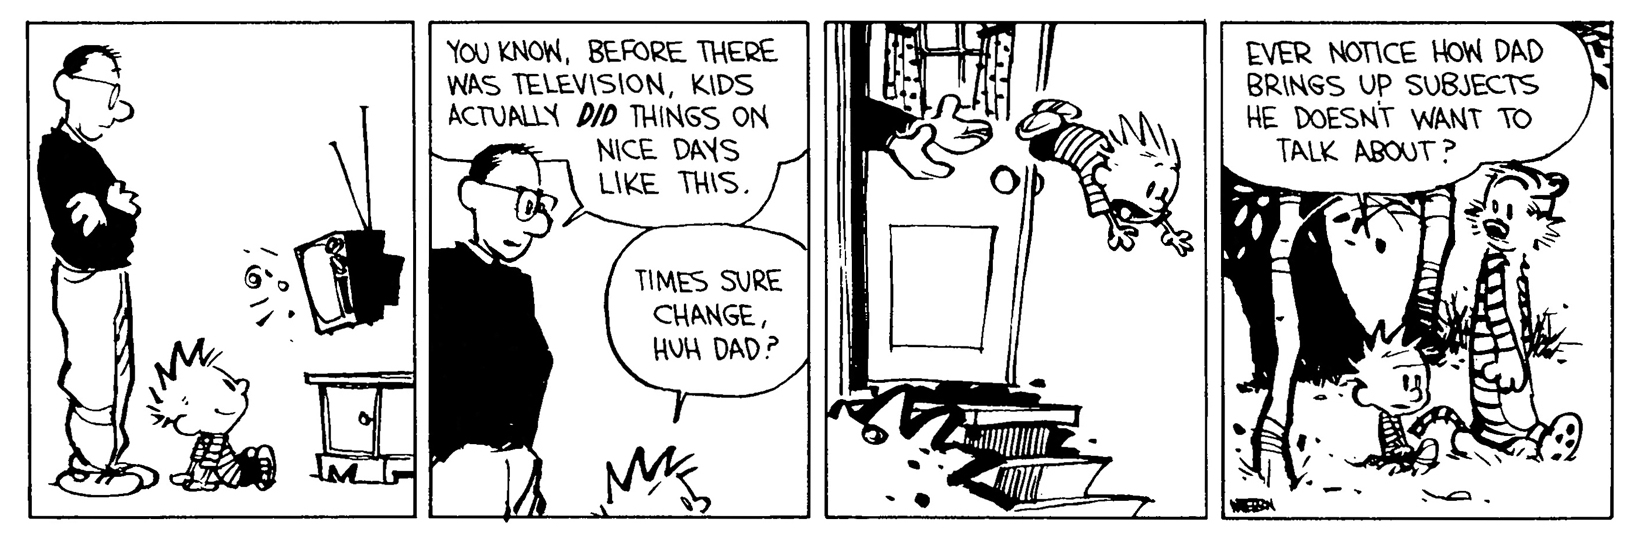 YOU KNOW, BEFORE THERE
WAS TELEVISION, KIDS
ACTUALLY DID THINGS ON
NICE DAYS
LIKE THIS.
TIMES SURE
CHANGE,
HUH DAD?
EVER NOTICE HOW DAD
BRINGS UP SUBJECTS
HE DOESN'T WANT TO
TALK ABOUT?
WATTERSON